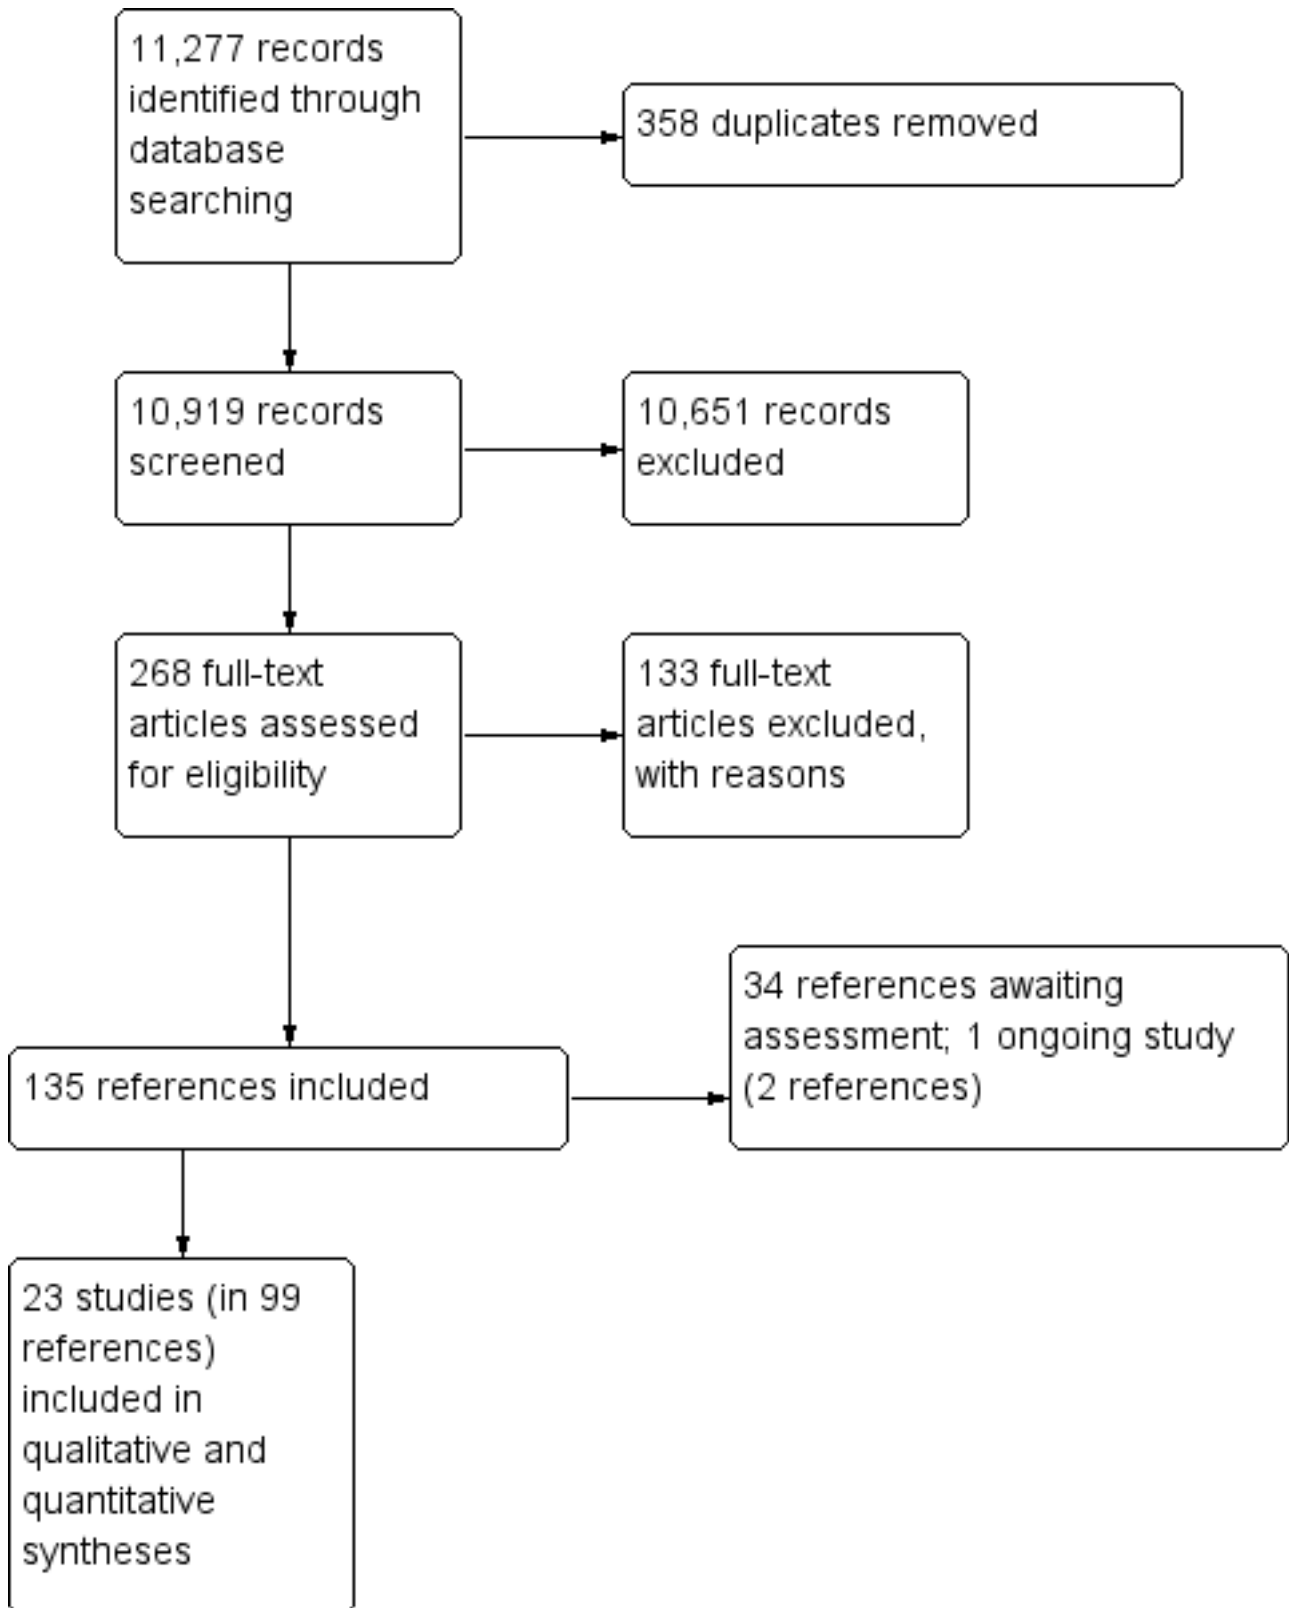 11,277 records
identified through
database
searching
358 duplicates removed
10,919 records
screened
10,651 records
excluded
268 full-text
articles assessed
for eligibility
133 full-text
articles excluded,
with reasons
34 references awaiting
assessment; 1 ongoing study
(2 references)
135 references included
23 studies (in 99
references)
included in
qualitative and
quantitative
syntheses